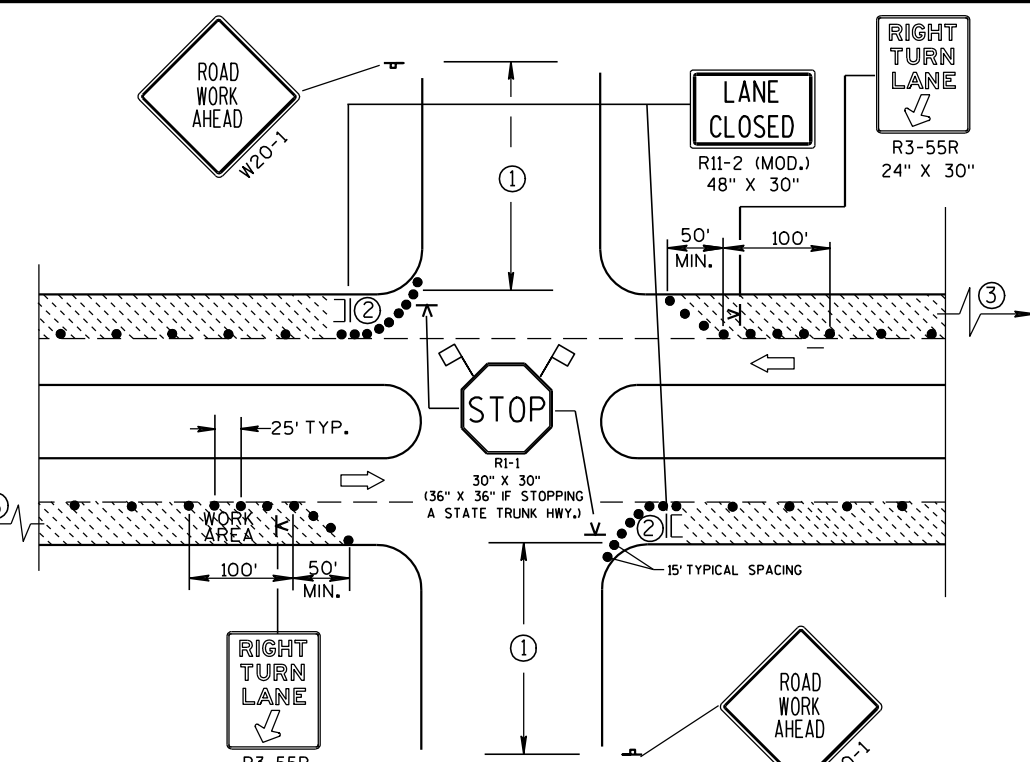 ROAD
WORK
AHEAD
W20-1
LANE
CLOSED
R11-2 (MOD.)
48" X 30"
RIGHT
TURN
LANE
R3-55R
24" X 30"
1
50'
MIN.
100'
2
3
STOP
R1-1
30" X 30"
(36" X 36" IF STOPPING
A STATE TRUNK HWY.)
25' TYP.
WORK
AREA
2
100'
50'
MIN.
15' TYPICAL SPACING
1
RIGHT
TURN
LANE
R3-55R
ROAD
WORK
AHEAD